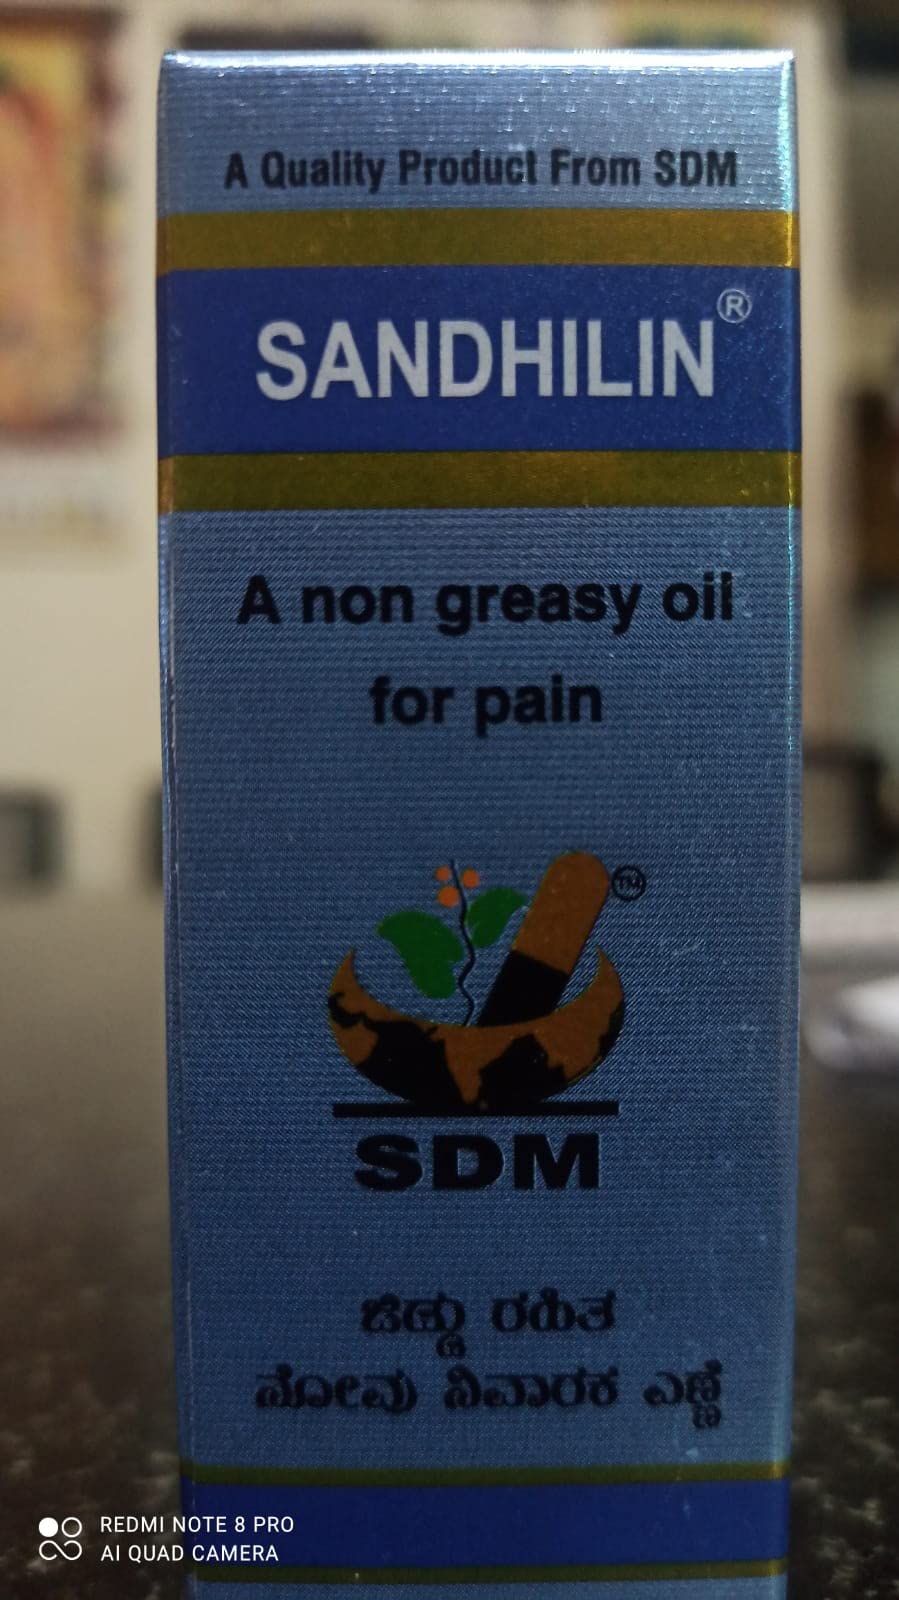 A Quality Product From SDM
SANDHILIN®
A non greasy oil
for pain
TM
SDM
ಜಿಡ್ಡು ರಹಿತ
ನೋವು ನಿವಾರಕ ಎಣ್ಣೆ
REDMI NOTE 8 PRO
AI QUAD CAMERA